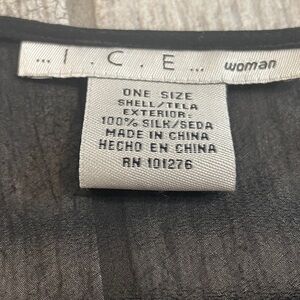 ... I . C . E ... woman
ONE SIZE
SHELL/TELA
EXTERIOR:
100% SILK/SEDA
MADE IN CHINA
HECHO EN CHINA
RN 101276